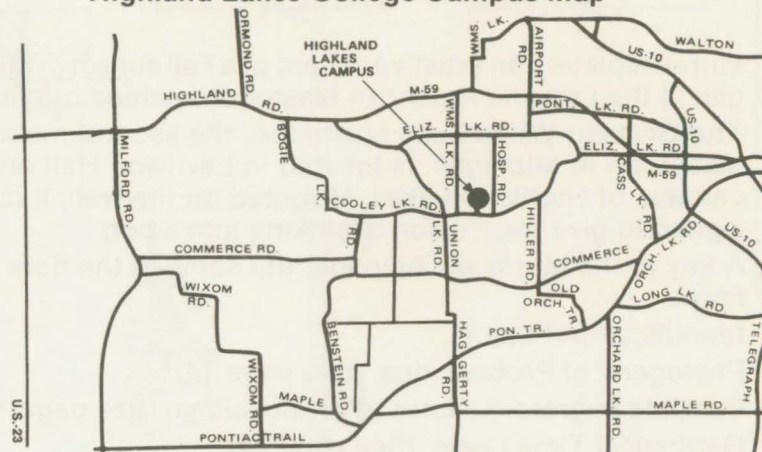 Highland Lakes College Campus Map
ORMOND RD.
HIGHLAND
LAKES
CAMPUS
HIGHLAND RD.
M-59
WMS LK.
RD.
AIRPORT
US-10
WALTON
PONT. LK. RD.
US-10
ELIZ. LK. RD.
ELIZ. LK. RD.
M-59
MILFORD RD.
BOGIE LK.
WMS LK. RD.
HOSP. RD.
CASS LK. RD.
COOLEY LK. RD.
RD.
UNION LK. RD.
HILLER RD.
COMMERCE
ORCH. LK. RD.
US-10
COMMERCE RD.
WIXOM
RD.
OLD
ORCH. TR.
LONG LK. RD.
PON. TR.
WIXOM RD.
BENSTEIN RD.
HAGGERTY RD.
ORCHARD LK. RD.
TELEGRAPH
U.S.-23
MAPLE
MAPLE RD.
PONTIAC TRAIL